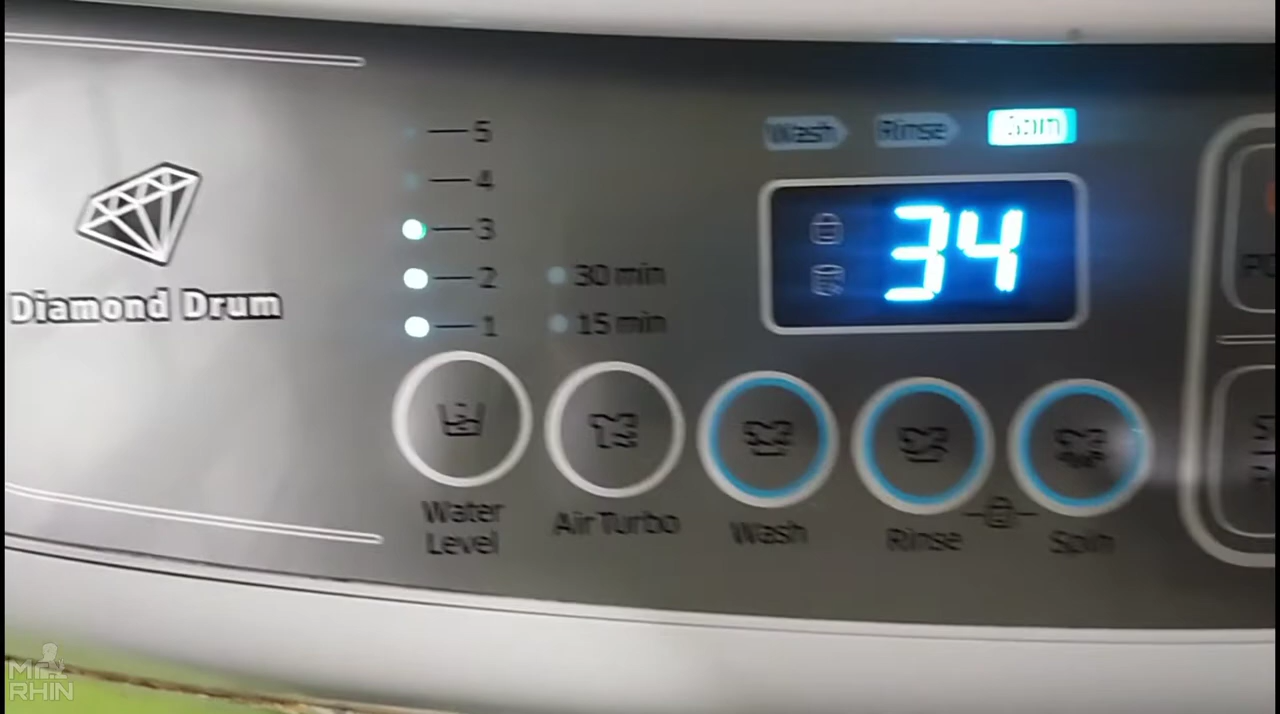 Diamond Drum
5
4
3
2
1
30 min
15 min
Wash
Rinse
Spin
34
Water
Level
Air Turbo
Wash
Rinse
Spin
MR.
RHIN